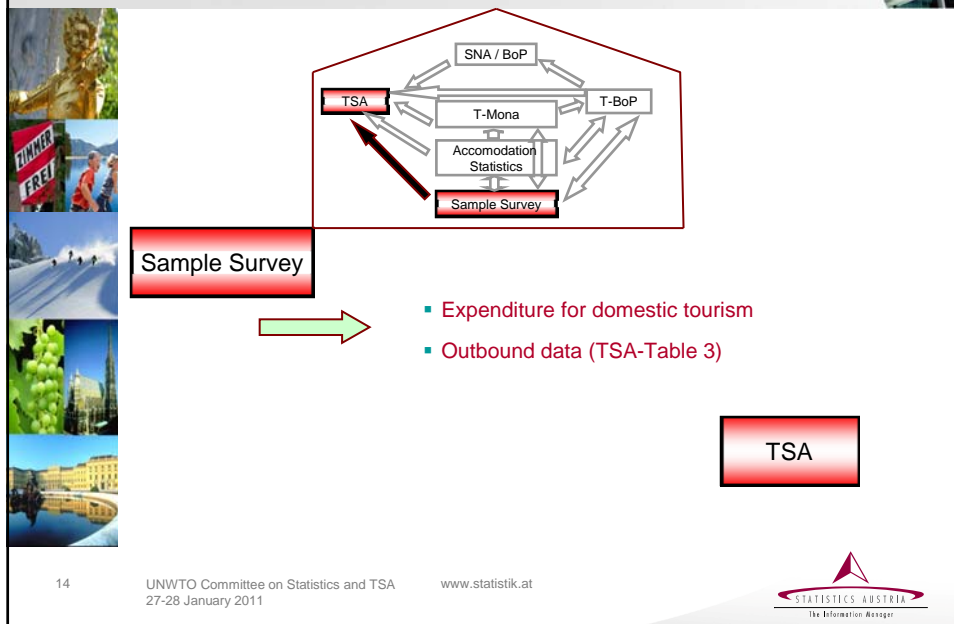 SNA / BoP
TSA
T-BoP
T-Mona
Accomodation
Statistics
Sample Survey
ZIMMER
FREI
Sample Survey
Expenditure for domestic tourism
Outbound data (TSA-Table 3)
TSA
14
UNWTO Committee on Statistics and TSA
27-28 January 2011
www.statistik.at
STATISTICS AUSTRIA
The Information Manager